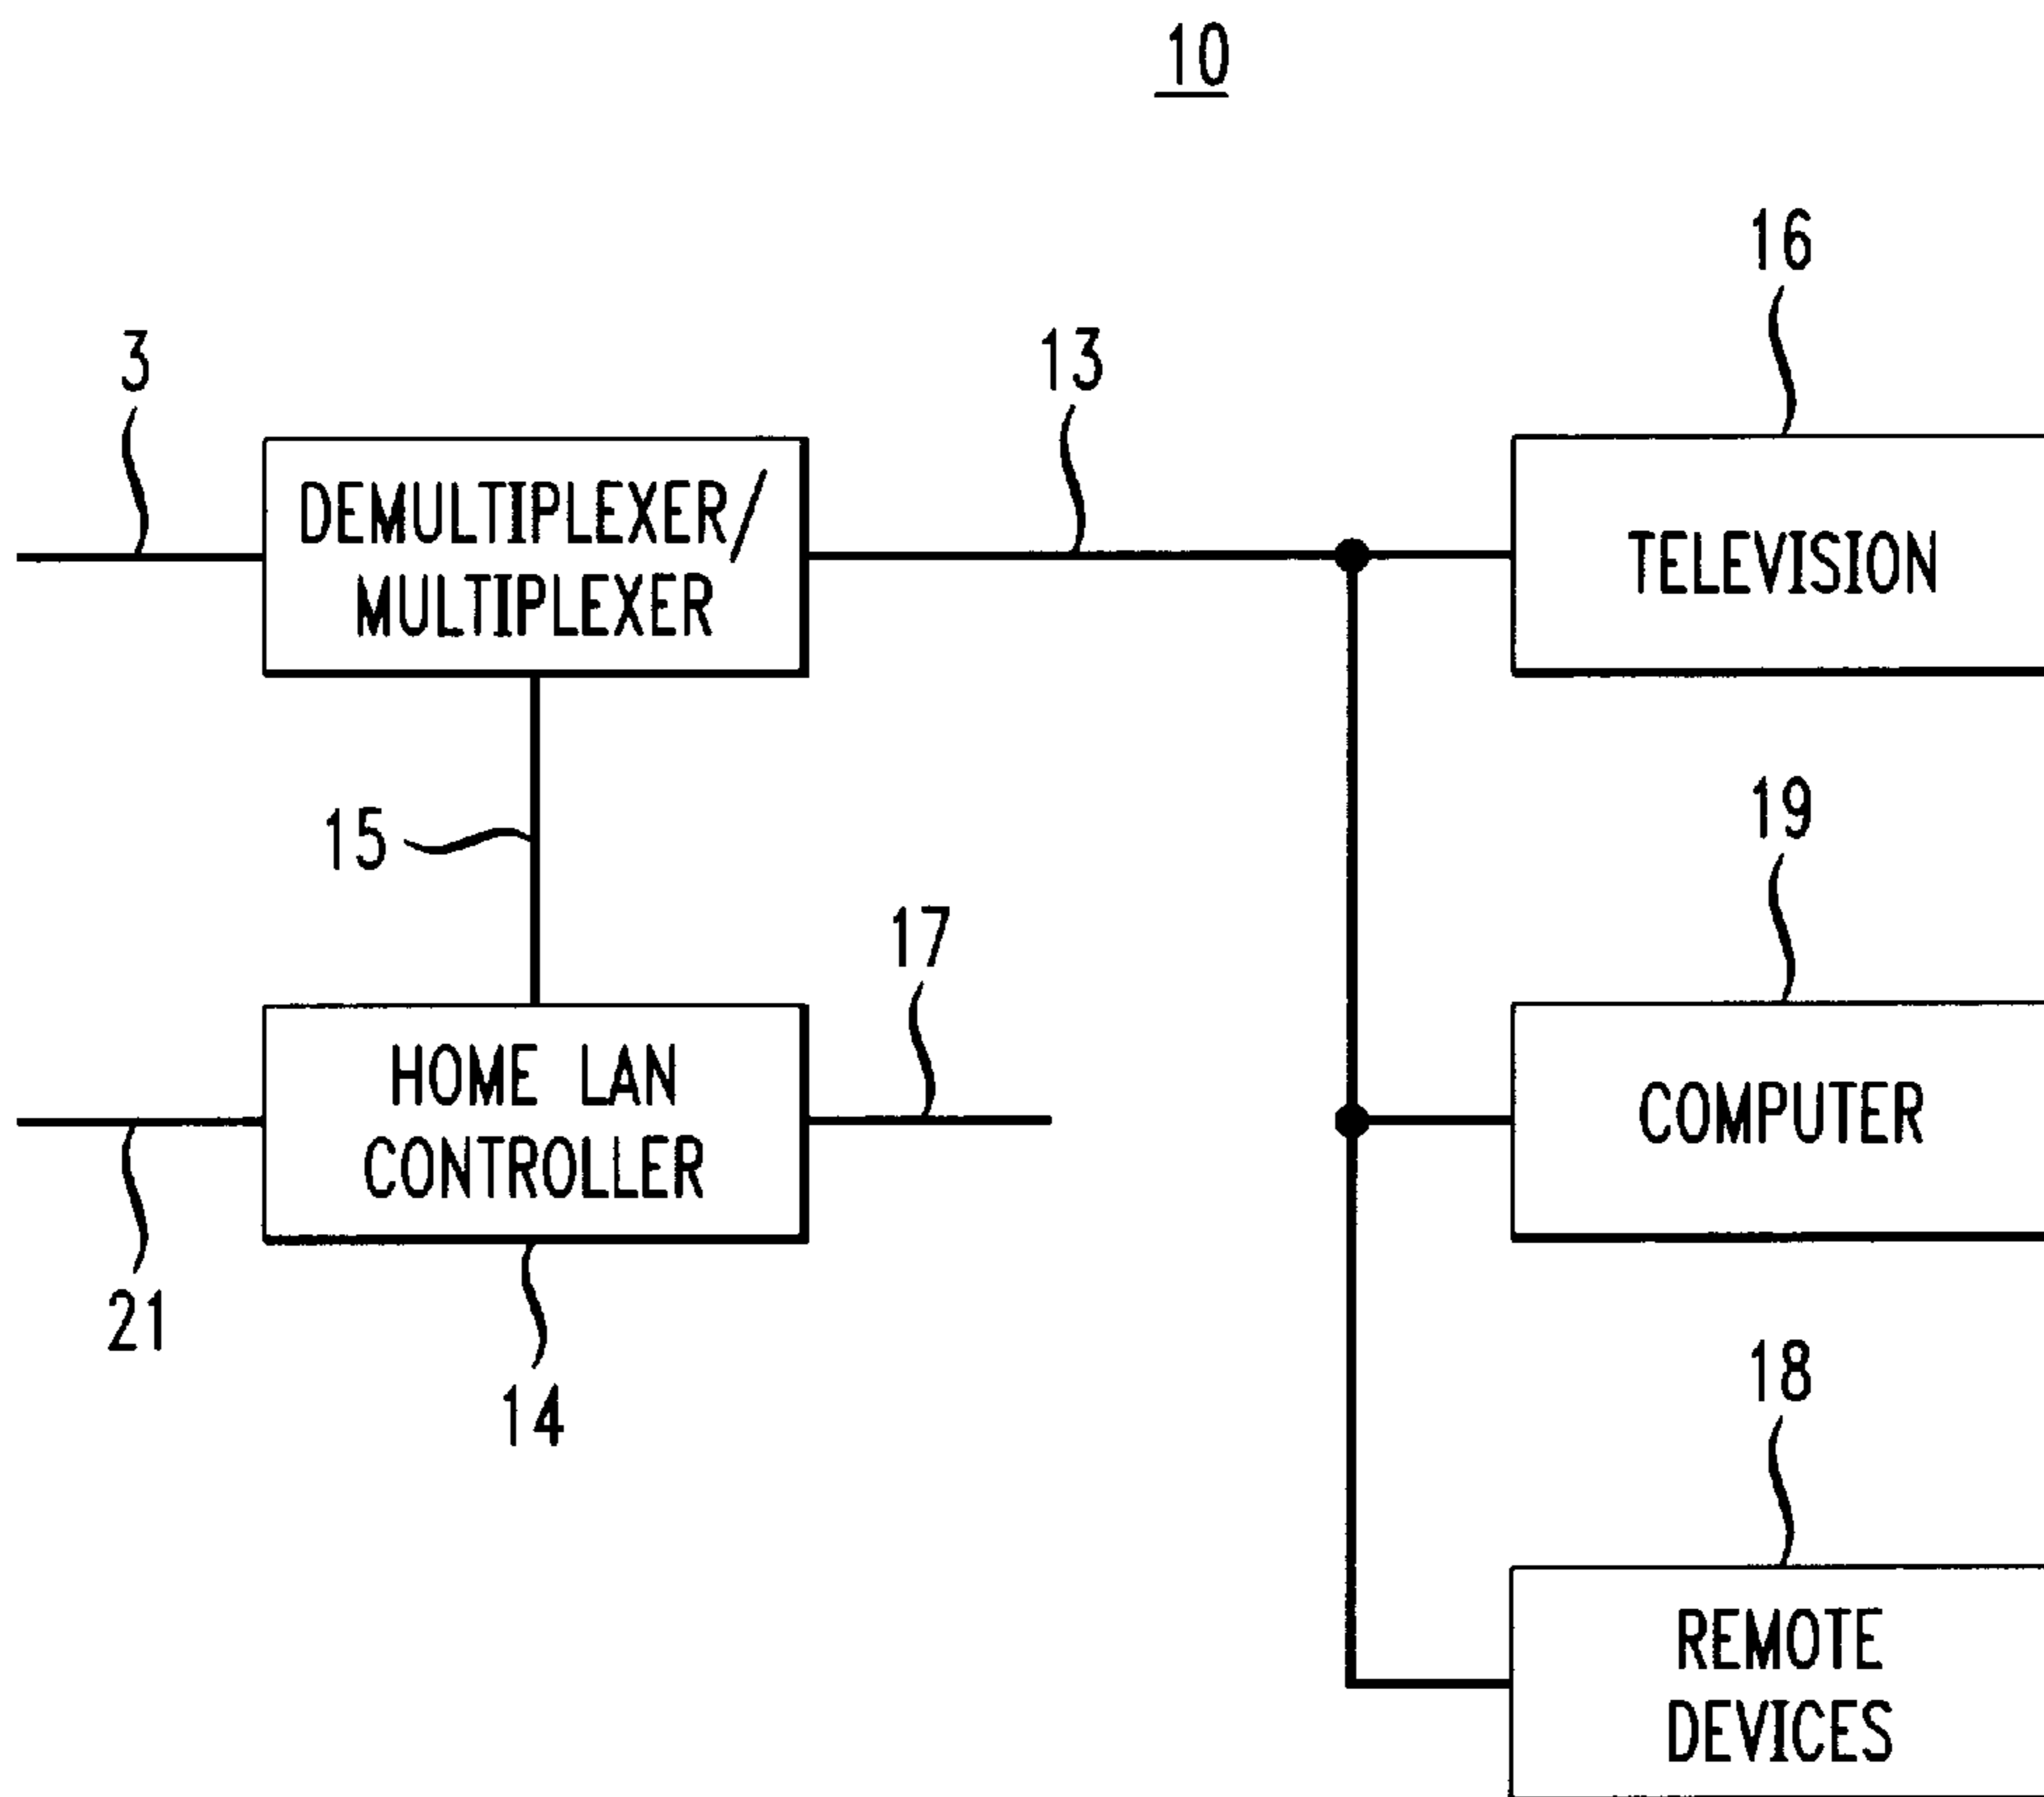 10
16
3
13
DEMULTIPLEXER/
MULTIPLEXER
TELEVISION
19
15
17
HOME LAN
CONTROLLER
COMPUTER
21
14
18
REMOTE
DEVICES